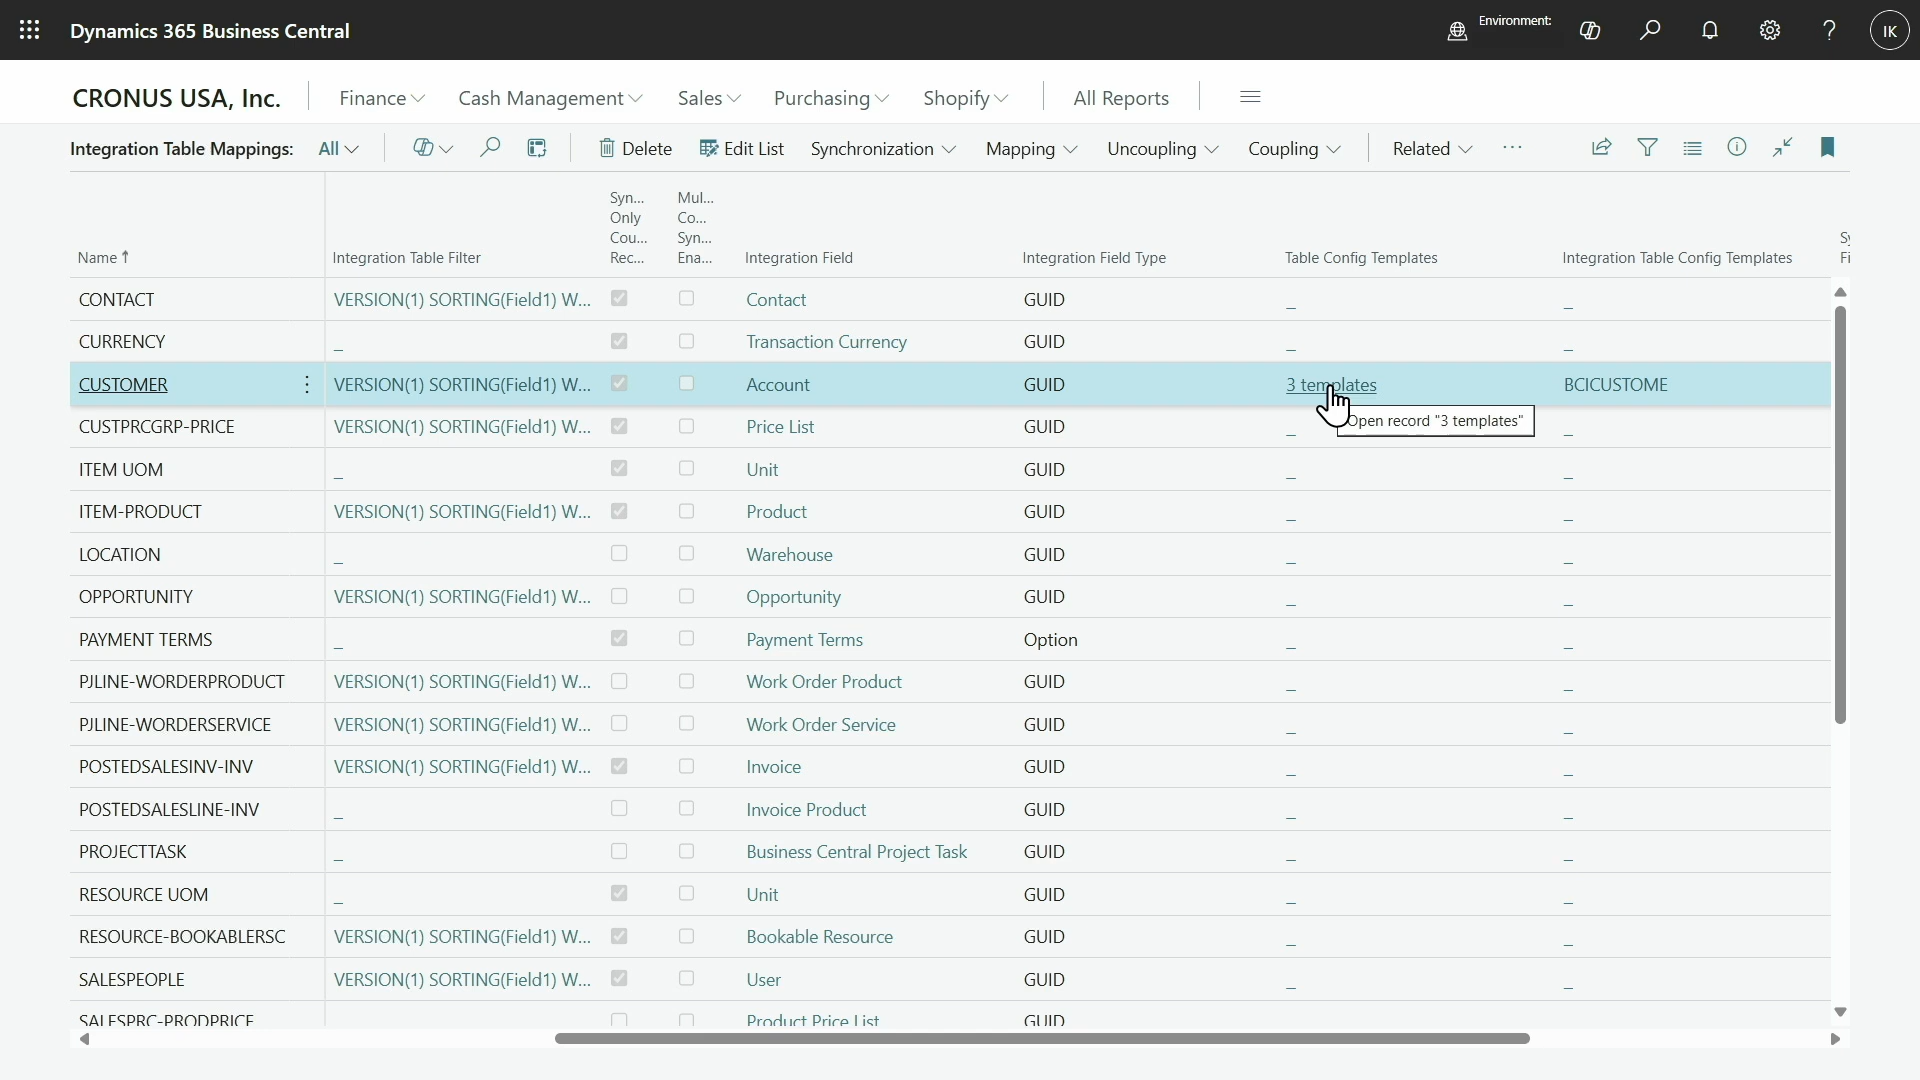 Dynamics 365 Business Central
Environment:
IK
CRONUS USA, Inc.
Finance
Cash Management
Sales
Purchasing
Shopify
All Reports
Integration Table Mappings:
All
Delete
Edit List
Synchronization
Mapping
Uncoupling
Coupling
Related
Name ↑
Integration Table Filter
Syn...
Only
Cou...
Rec...
Mul...
Co...
Syn...
Ena...
Integration Field
Integration Field Type
Table Config Templates
Integration Table Config Templates
CONTACT VERSION(1) SORTING(Field1) W... Contact GUID _ _
CURRENCY _ Transaction Currency GUID _ _
CUSTOMER VERSION(1) SORTING(Field1) W... Account GUID 3 templates BCICUSTOME
Open record "3 templates"
CUSTPRCGRP-PRICE VERSION(1) SORTING(Field1) W... Price List GUID _ _
ITEM UOM _ Unit GUID _ _
ITEM-PRODUCT VERSION(1) SORTING(Field1) W... Product GUID _ _
LOCATION _ Warehouse GUID _ _
OPPORTUNITY VERSION(1) SORTING(Field1) W... Opportunity GUID _ _
PAYMENT TERMS _ Payment Terms Option _ _
PJLINE-WORDERPRODUCT VERSION(1) SORTING(Field1) W... Work Order Product GUID _ _
PJLINE-WORDERSERVICE VERSION(1) SORTING(Field1) W... Work Order Service GUID _ _
POSTEDSALESINV-INV VERSION(1) SORTING(Field1) W... Invoice GUID _ _
POSTEDSALESLINE-INV _ Invoice Product GUID _ _
PROJECTTASK _ Business Central Project Task GUID _ _
RESOURCE UOM _ Unit GUID _ _
RESOURCE-BOOKABLERSC VERSION(1) SORTING(Field1) W... Bookable Resource GUID _ _
SALESPEOPLE VERSION(1) SORTING(Field1) W... User GUID _ _
SALESPRC-PRODPRICE Product Price List GUID